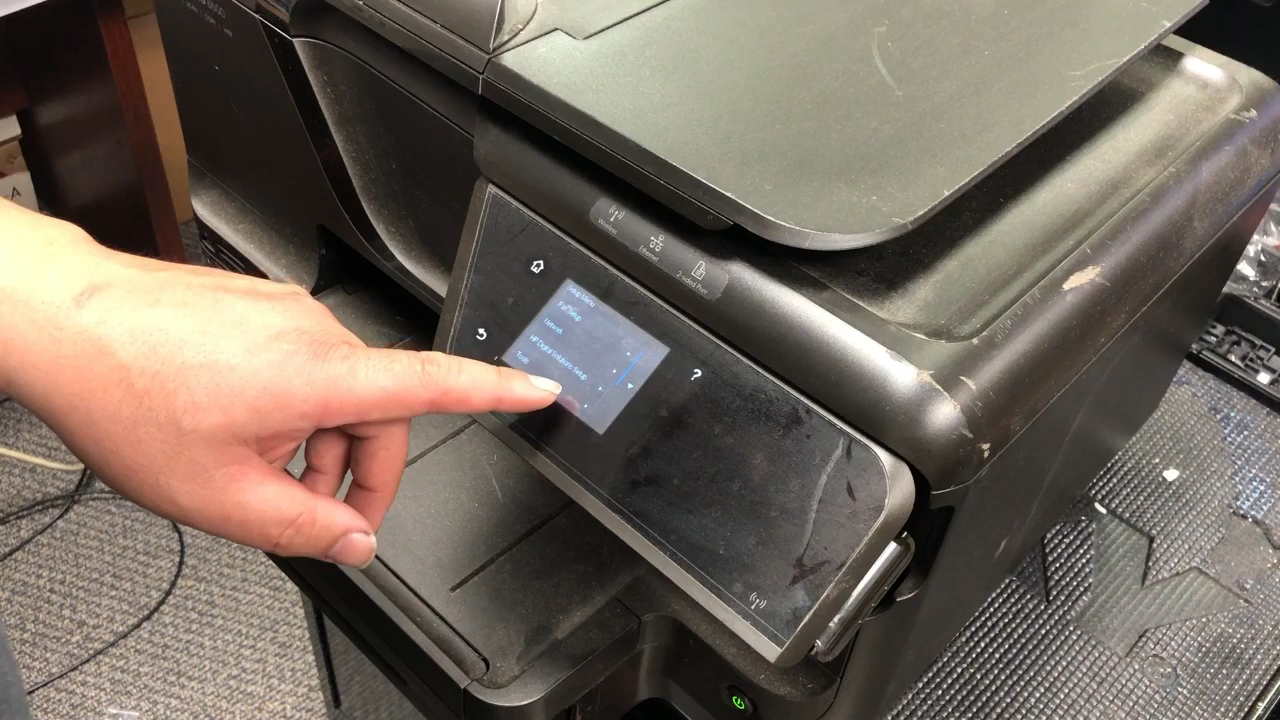 Wireless
Ethernet
2-sided Print
Setup Menu
Fax Setup
Network
HP Digital Solutions Setup
Tools
?
A